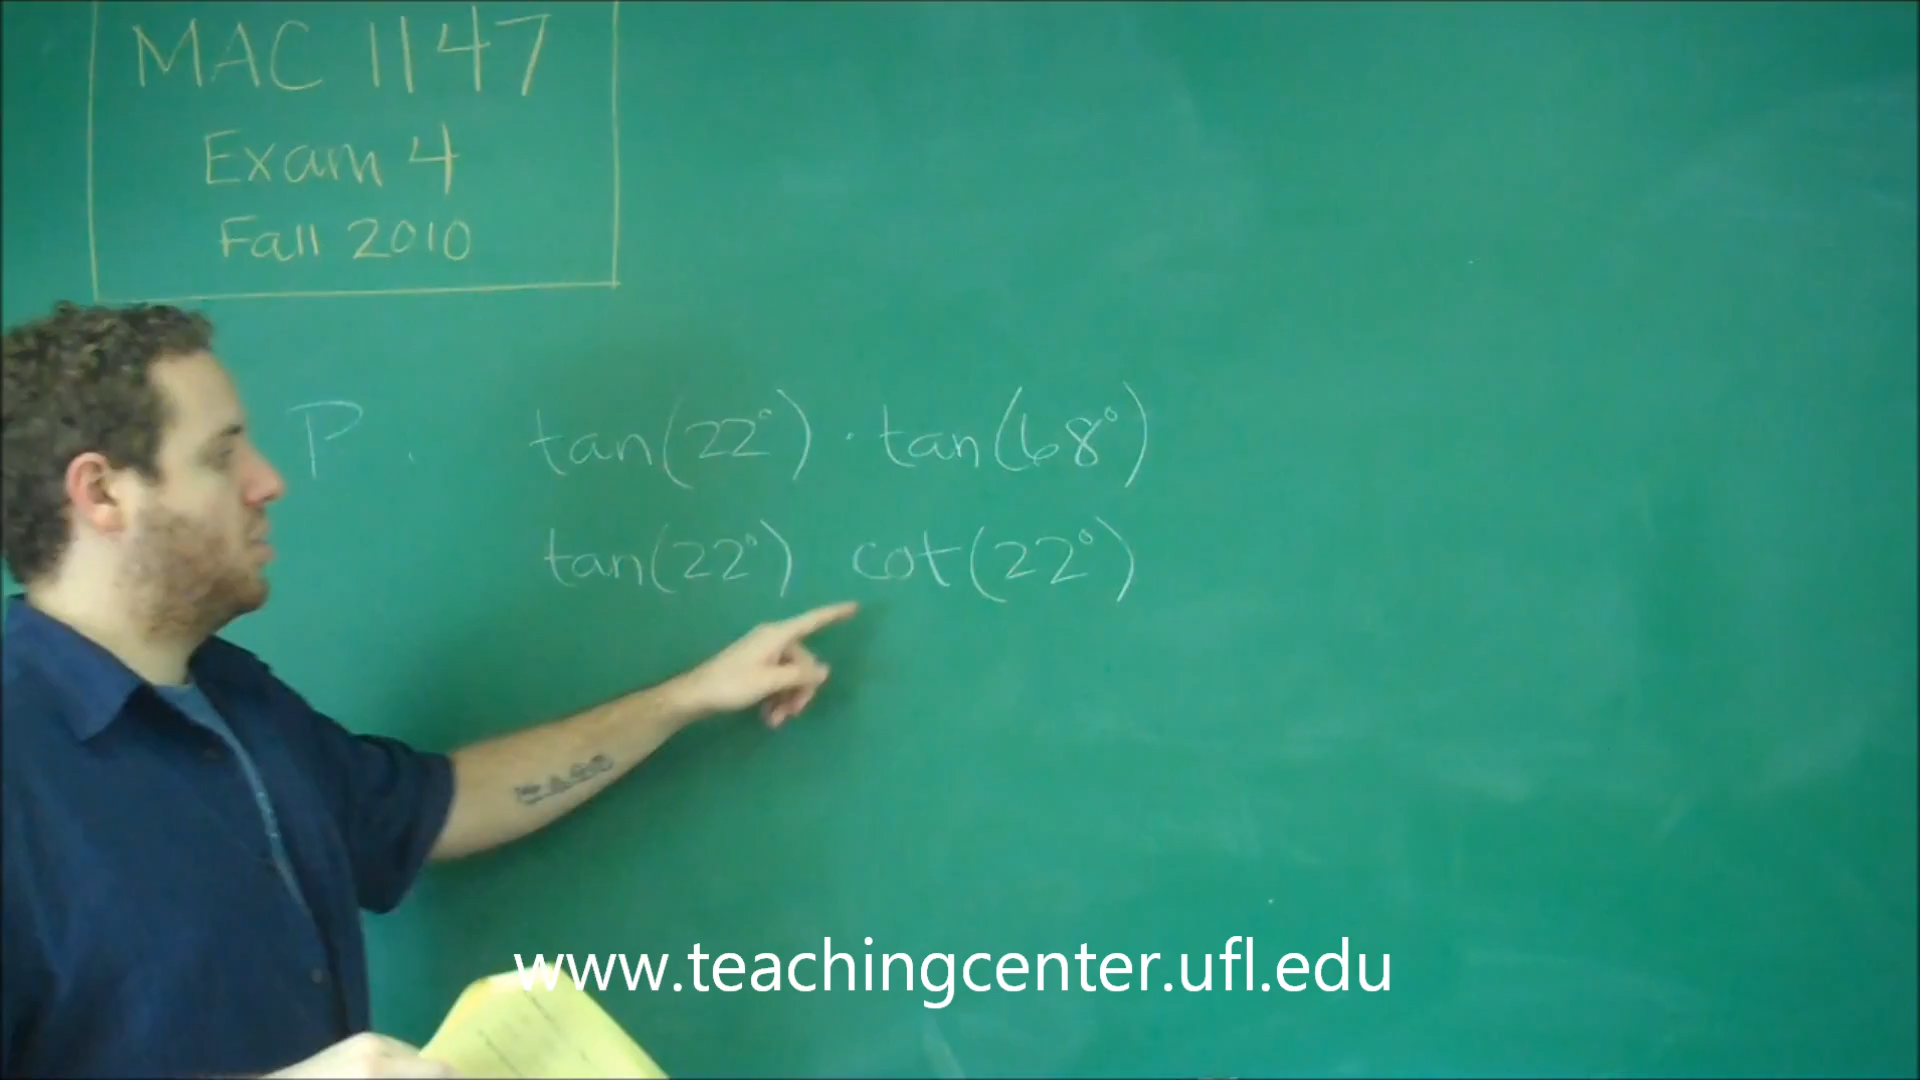 MAC 1147
Exam 4
Fall 2010
P. tan(22°) · tan(68°)
tan(22°) cot(22°)
www.teachingcenter.ufl.edu